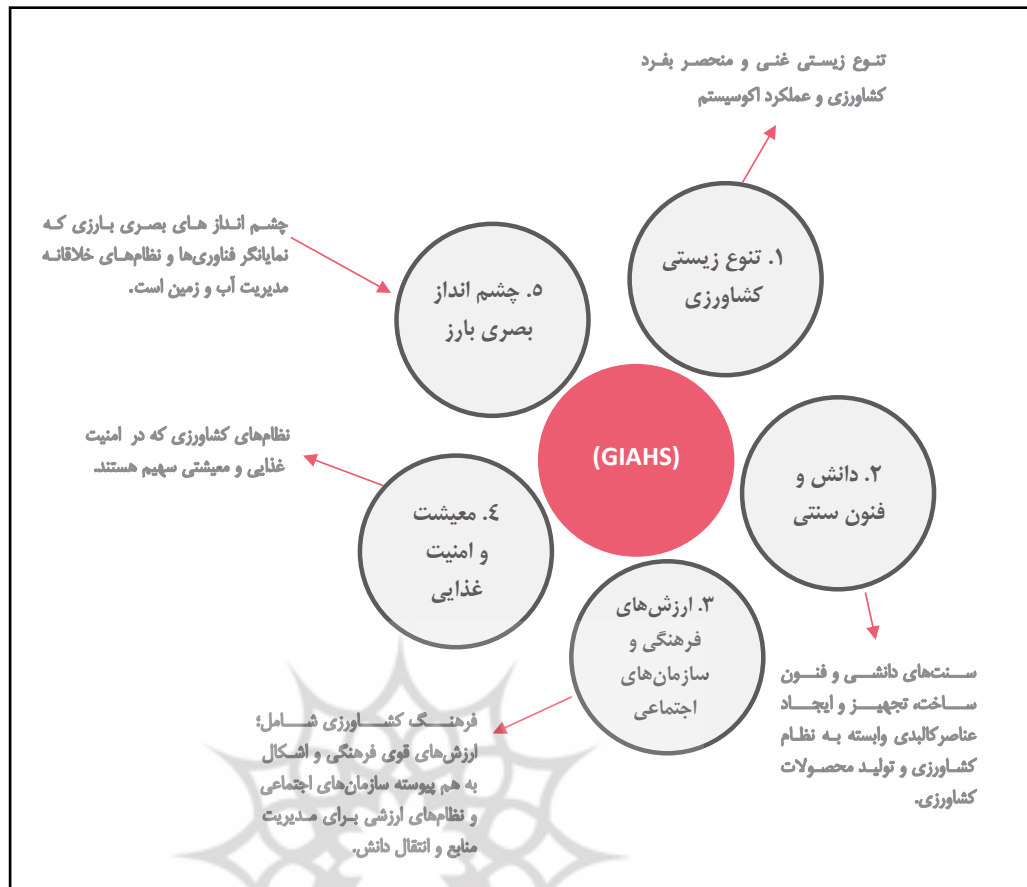 تنوع زیستی غنی و منحصر بفرد
کشاورزی و عملکرد اکوسیستم
۱. تنوع زیستی
کشاورزی
چشم انداز های بصری بارزی که
نمایانگر فناوری‌ها و نظام‌های خلاقانه
مدیریت آب و زمین است.
۵. چشم انداز
بصری بارز
(GIAHS)
۲. دانش و
فنون سنتی
سنت‌های دانشی و فنون
ساخت، تجهیز و ایجاد
عناصرکالبدی وابسته به نظام
کشاورزی و تولید محصولات
کشاورزی.
نظام‌های کشاورزی که در امنیت
غذایی و معیشتی سهیم هستند.
٤. معیشت
و امنیت
غذایی
۳. ارزش‌های
فرهنگی و
سازمان‌های
اجتماعی
فرهنگ کشاورزی شامل؛
ارزش‌های قوی فرهنگی و اشکال
به هم پیوسته سازمان‌های اجتماعی
و نظام‌های ارزشی برای مدیریت
منابع و انتقال دانش.